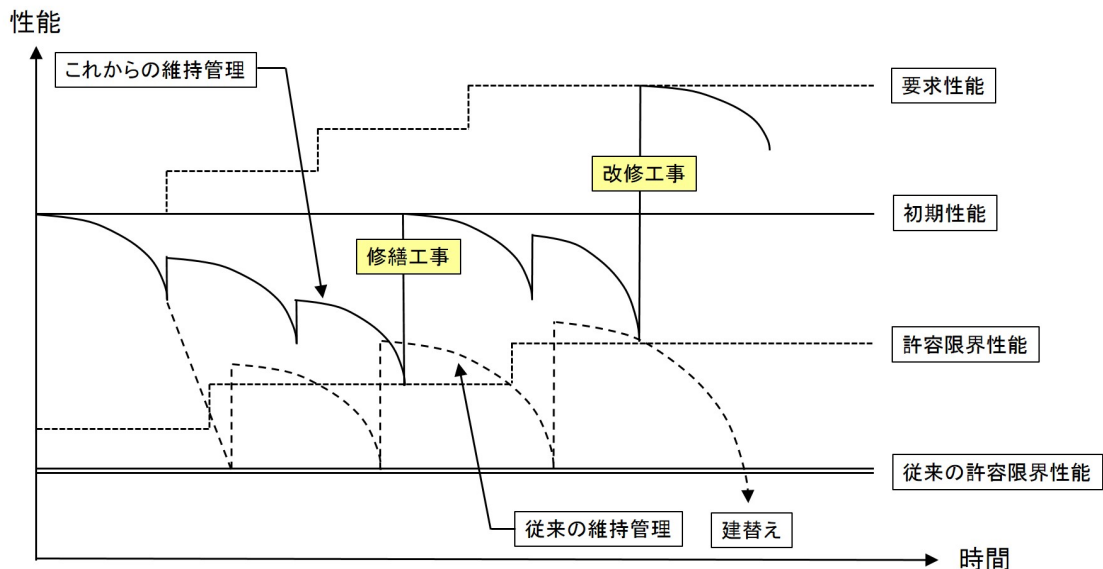 性能
これからの維持管理
要求性能
改修工事
初期性能
修繕工事
許容限界性能
従来の許容限界性能
従来の維持管理
建替え
時間